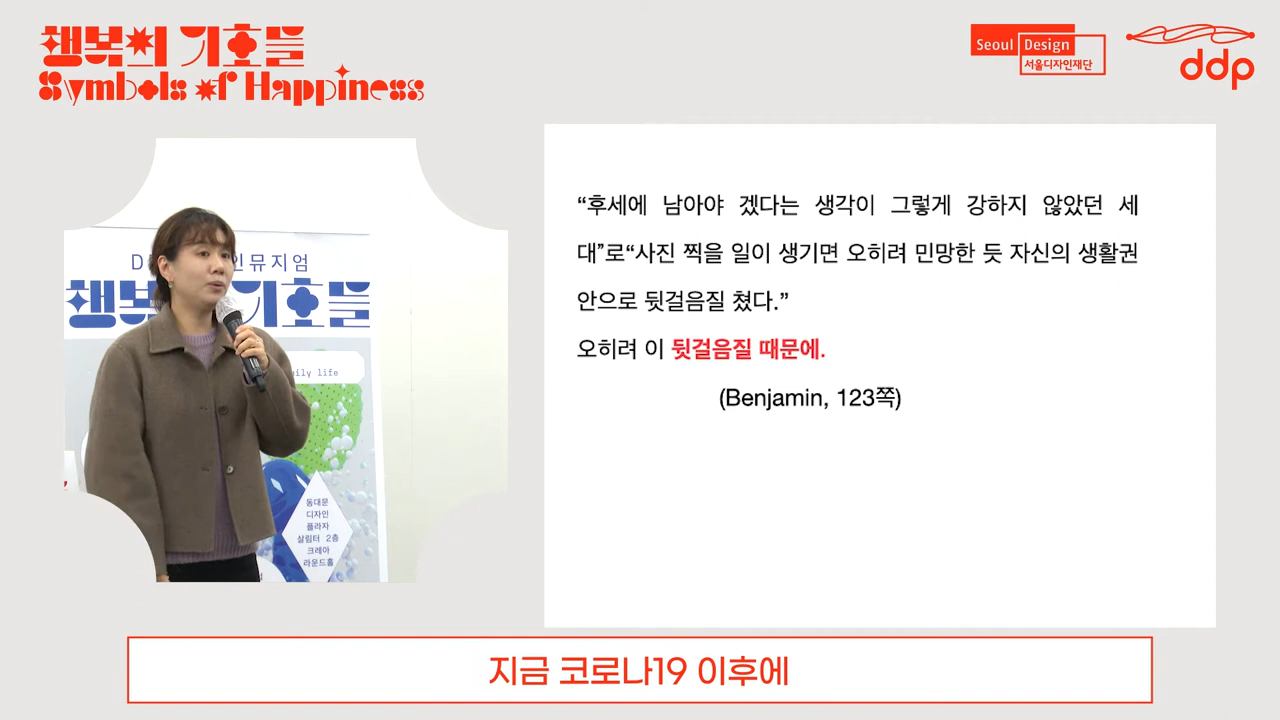 행복의 기호들
Symbols of Happiness
Seoul Design
서울디자인재단
ddp
“후세에 남아야 겠다는 생각이 그렇게 강하지 않았던 세
대”로“사진 찍을 일이 생기면 오히려 민망한 듯 자신의 생활권
안으로 뒷걸음질 쳤다.”
오히려 이 뒷걸음질 때문에.
(Benjamin, 123쪽)
인뮤지엄
행복의 기호들
ily life
동대문
디자인
플라자
살림터 2층
크레아
라운드홀
지금 코로나19 이후에